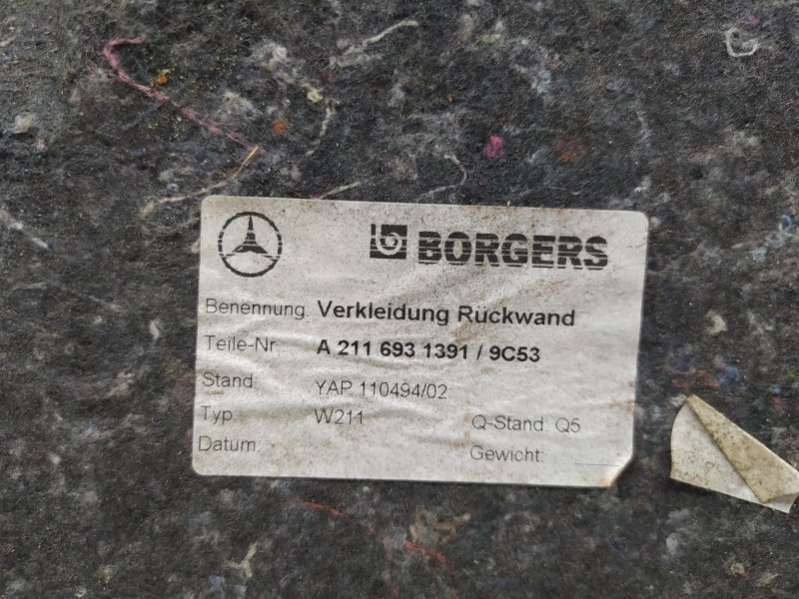 BORGERS
Benennung: Verkleidung Rückwand
Teile-Nr.: A 211 693 1391 / 9C53
Stand: YAP 110494/02
Typ: W211 Q-Stand: Q5
Datum: Gewicht: